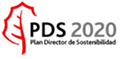 PDS 2020
Plan Director de Sostenibilidad